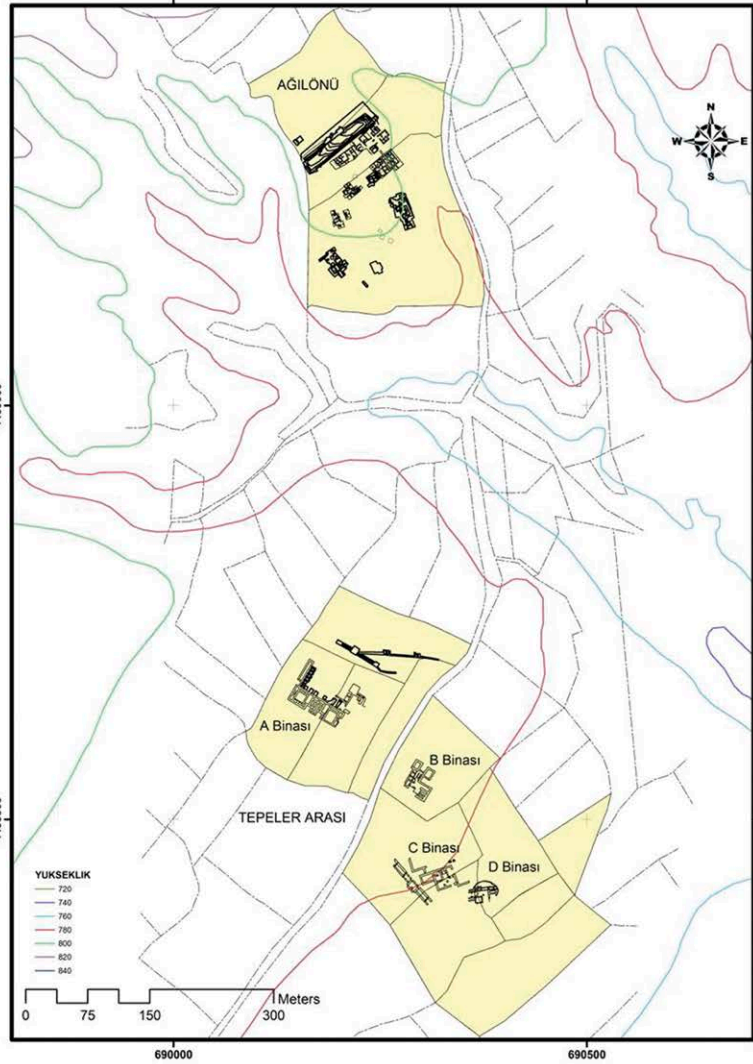 AĞILÖNÜ
N
W E
S
A Binası
B Binası
TEPELER ARASI
C Binası
D Binası
YUKSEKLIK
720
740
760
780
800
820
840
Meters
0 75 150 300
690000 690500